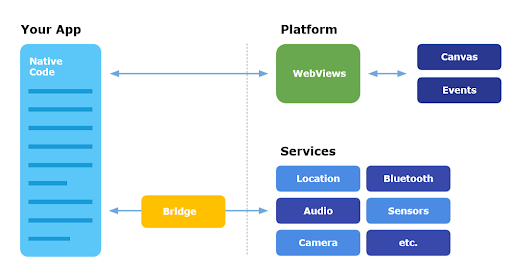 Your App
Platform
Native
Code
WebViews
Canvas
Events
Services
Location
Bluetooth
Bridge
Audio
Sensors
Camera
etc.